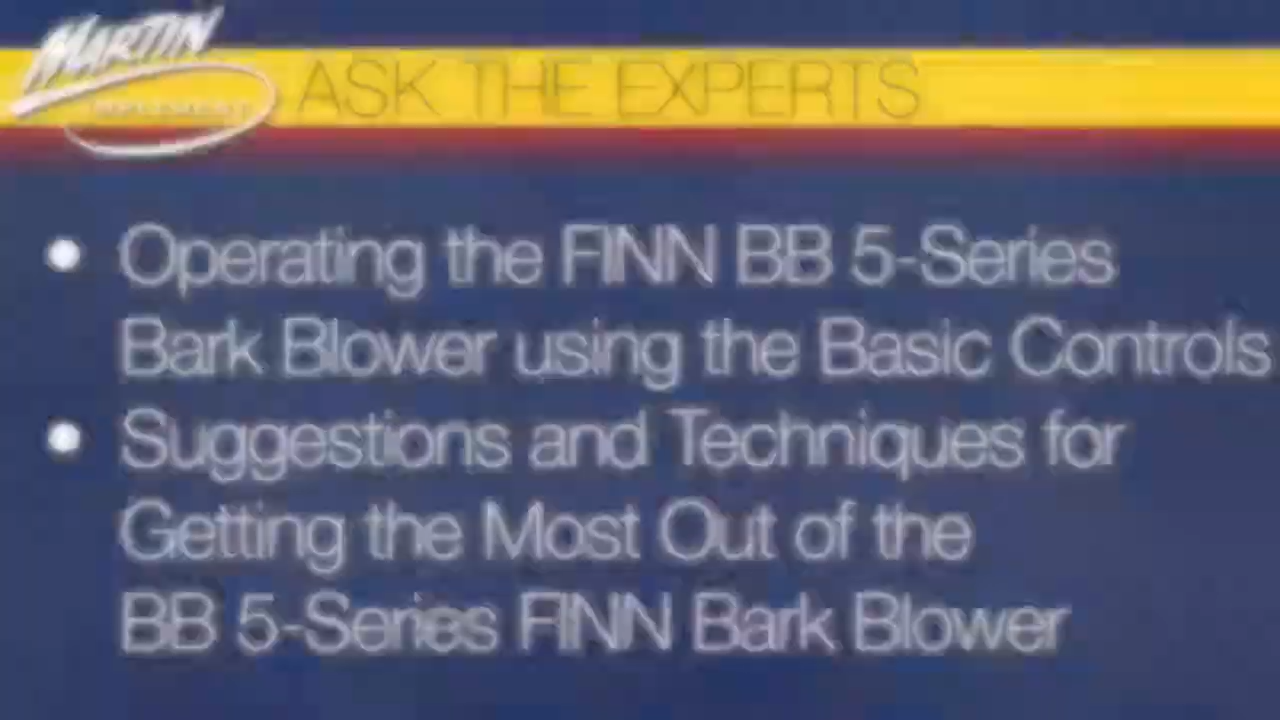 MARTIN
IMPLEMENT
ASK THE EXPERTS
• Operating the FINN BB 5-Series
Bark Blower using the Basic Controls
• Suggestions and Techniques for
Getting the Most Out of the
BB 5-Series FINN Bark Blower